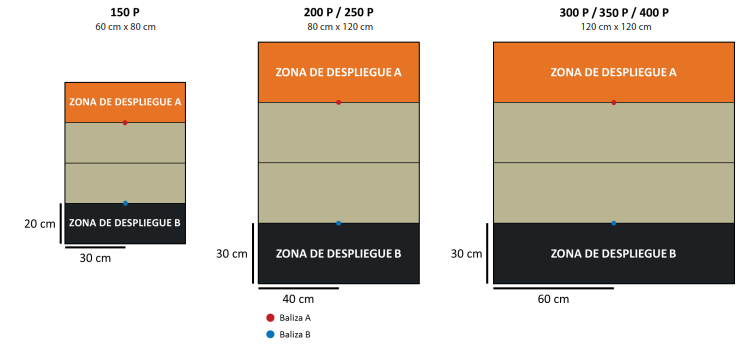 150 P
60 cm x 80 cm
200 P / 250 P
80 cm x 120 cm
300 P / 350 P / 400 P
120 cm x 120 cm
ZONA DE DESPLIEGUE A
ZONA DE DESPLIEGUE A
ZONA DE DESPLIEGUE A
20 cm
ZONA DE DESPLIEGUE B
30 cm
30 cm
ZONA DE DESPLIEGUE B
40 cm
30 cm
ZONA DE DESPLIEGUE B
60 cm
Baliza A
Baliza B